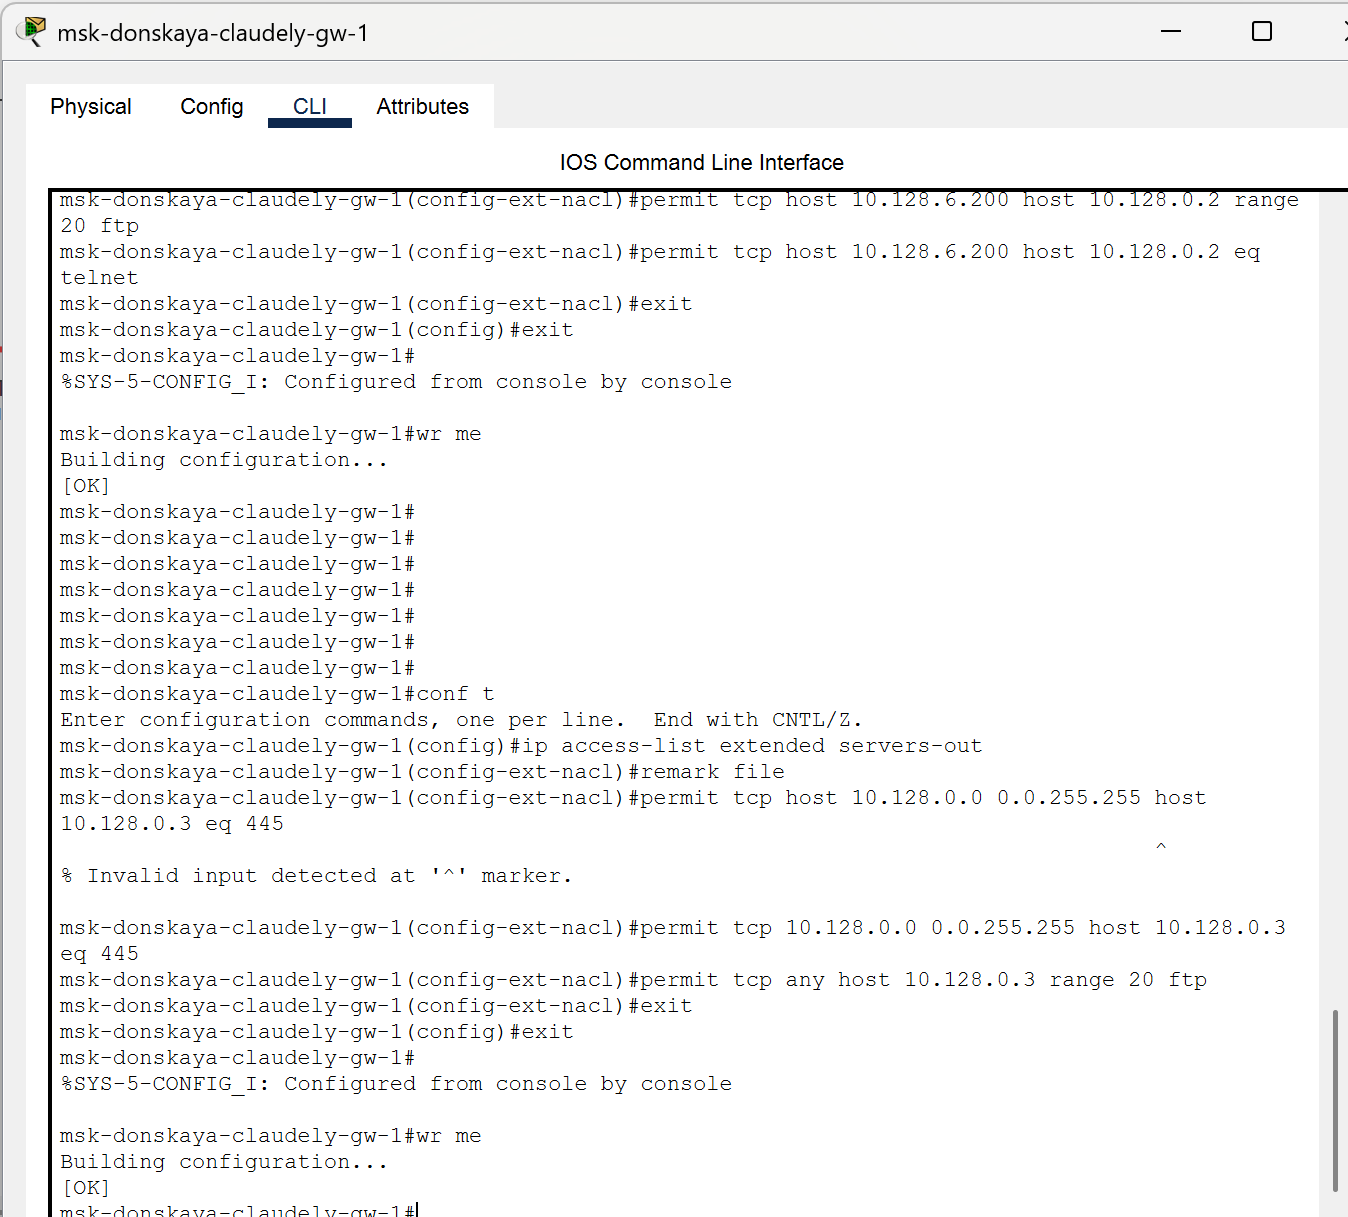 msk-donskaya-claudely-gw-1
Physical Config CLI Attributes
IOS Command Line Interface
msk-donskaya-claudely-gw-1(config-ext-nacl)#permit tcp host 10.128.6.200 host 10.128.0.2 range
20 ftp
msk-donskaya-claudely-gw-1(config-ext-nacl)#permit tcp host 10.128.6.200 host 10.128.0.2 eq
telnet
msk-donskaya-claudely-gw-1(config-ext-nacl)#exit
msk-donskaya-claudely-gw-1(config)#exit
msk-donskaya-claudely-gw-1#
%SYS-5-CONFIG_I: Configured from console by console
msk-donskaya-claudely-gw-1#wr me
Building configuration...
[OK]
msk-donskaya-claudely-gw-1#
msk-donskaya-claudely-gw-1#
msk-donskaya-claudely-gw-1#
msk-donskaya-claudely-gw-1#
msk-donskaya-claudely-gw-1#
msk-donskaya-claudely-gw-1#
msk-donskaya-claudely-gw-1#
msk-donskaya-claudely-gw-1#conf t
Enter configuration commands, one per line.  End with CNTL/Z.
msk-donskaya-claudely-gw-1(config)#ip access-list extended servers-out
msk-donskaya-claudely-gw-1(config-ext-nacl)#remark file
msk-donskaya-claudely-gw-1(config-ext-nacl)#permit tcp host 10.128.0.0 0.0.255.255 host
10.128.0.3 eq 445
^
% Invalid input detected at '^' marker.
msk-donskaya-claudely-gw-1(config-ext-nacl)#permit tcp 10.128.0.0 0.0.255.255 host 10.128.0.3
eq 445
msk-donskaya-claudely-gw-1(config-ext-nacl)#permit tcp any host 10.128.0.3 range 20 ftp
msk-donskaya-claudely-gw-1(config-ext-nacl)#exit
msk-donskaya-claudely-gw-1(config)#exit
msk-donskaya-claudely-gw-1#
%SYS-5-CONFIG_I: Configured from console by console
msk-donskaya-claudely-gw-1#wr me
Building configuration...
[OK]
msk-donskaya-claudely-gw-1#